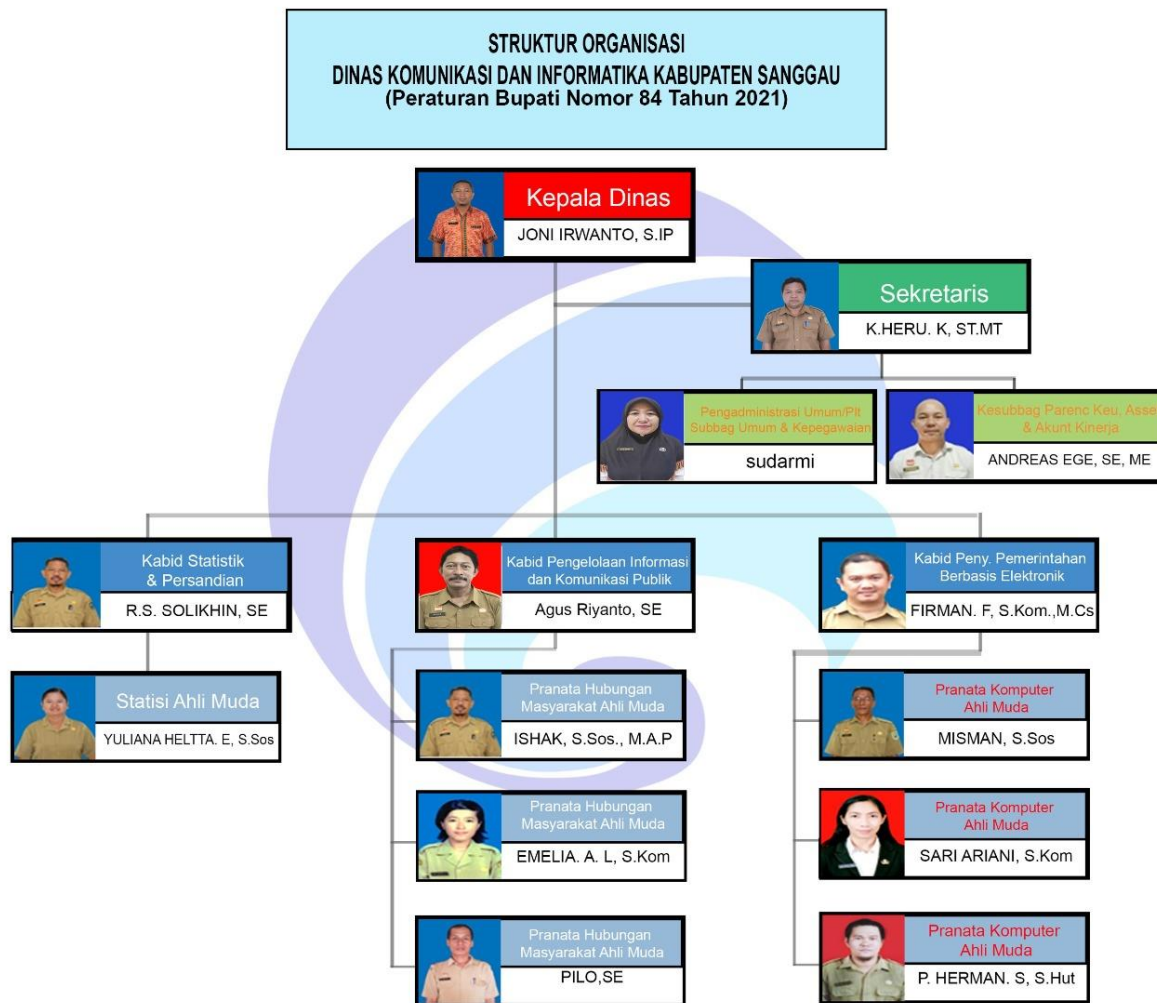 STRUKTUR ORGANISASI
DINAS KOMUNIKASI DAN INFORMATIKA KABUPATEN SANGGAU
(Peraturan Bupati Nomor 84 Tahun 2021)
Kepala Dinas
JONI IRWANTO, S.IP
Sekretaris
K.HERU. K, ST.MT
Pengadministrasi Umum/Plt
Subbag Umum & Kepegawaian
sudarmi
Kesubbag Parenc Keu, Asse
& Akunt Kinerja
ANDREAS EGE, SE, ME
Kabid Statistik
& Persandian
R.S. SOLIKHIN, SE
Kabid Pengelolaan Informasi
dan Komunikasi Publik
Agus Riyanto, SE
Kabid Peny. Pemerintahan
Berbasis Elektronik
FIRMAN. F, S.Kom.,M.Cs
Statisi Ahli Muda
YULIANA HELTTA. E, S.Sos
Pranata Hubungan
Masyarakat Ahli Muda
ISHAK, S.Sos., M.A.P
Pranata Komputer
Ahli Muda
MISMAN, S.Sos
Pranata Hubungan
Masyarakat Ahli Muda
EMELIA. A. L, S.Kom
Pranata Komputer
Ahli Muda
SARI ARIANI, S.Kom
Pranata Hubungan
Masyarakat Ahli Muda
PILO,SE
Pranata Komputer
Ahli Muda
P. HERMAN. S, S.Hut